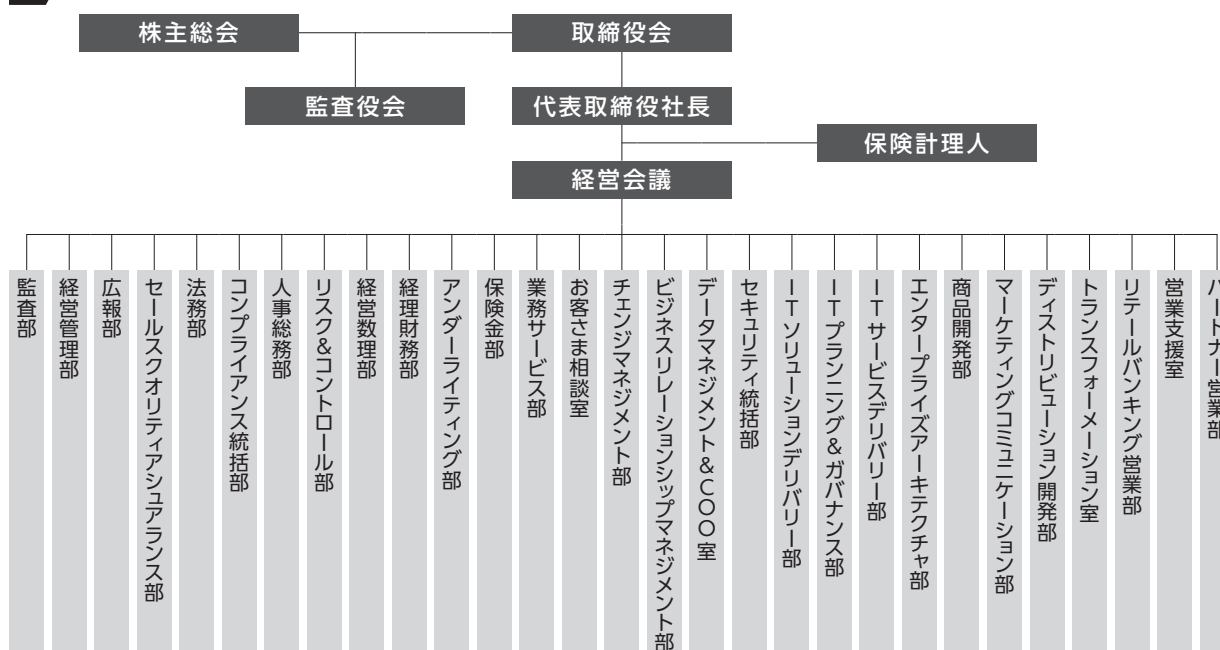 株主総会
取締役会
監査役会
代表取締役社長
保険計理人
経営会議
監査部
経営管理部
広報部
セールスクオリティアシュアランス部
法務部
コンプライアンス統括部
人事総務部
リスク&コントロール部
経営数理部
経理財務部
アンダーライティング部
保険金部
業務サービス部
お客さま相談室
チェンジマネジメント部
ビジネスリレーションシップマネジメント部
データマネジメント&COO室
セキュリティ統括部
ITソリューションデリバリー部
ITプランニング&ガバナンス部
ITサービスデリバリー部
エンタープライズアーキテクチャ部
商品開発部
マーケティングコミュニケーション部
ディストリビューション開発部
トランスフォーメーション室
リテールバンキング営業部
営業支援室
パートナー営業部